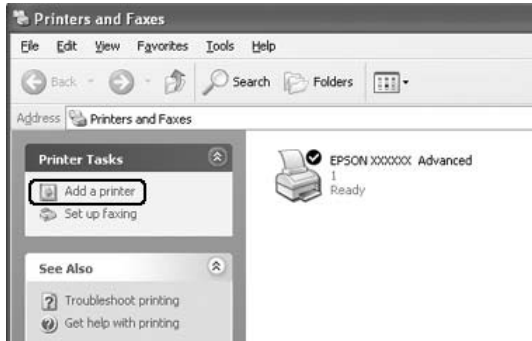 Printers and Faxes
File Edit View Favorites Tools Help
Back Search Folders
Address Printers and Faxes
Printer Tasks
Add a printer
Set up faxing
See Also
Troubleshoot printing
Get help with printing
EPSON XXXXXX Advanced
1
Ready